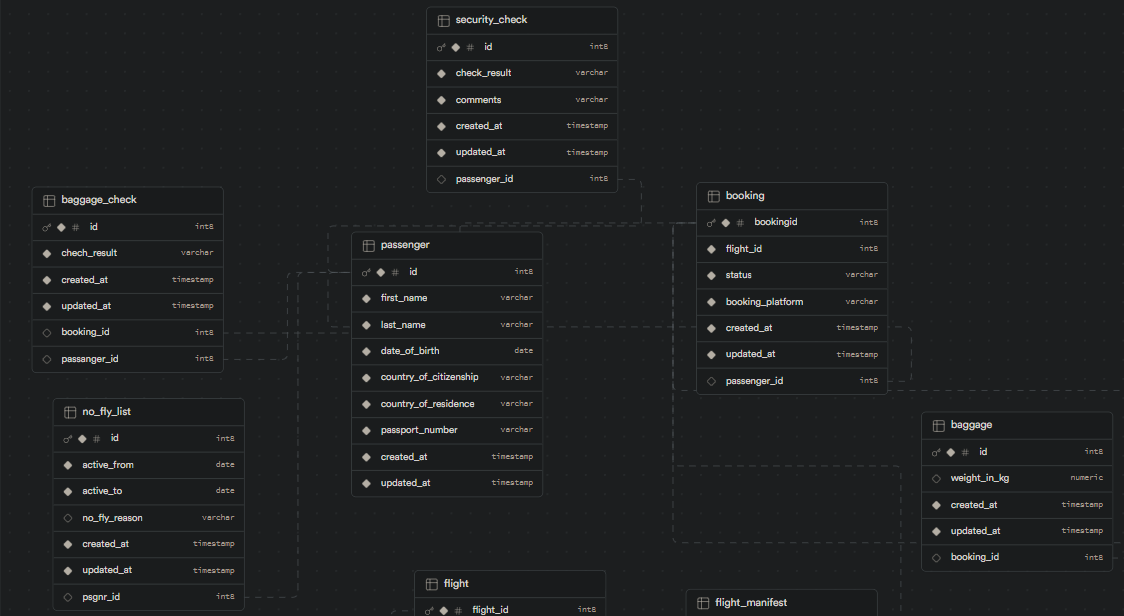 security_check
id int8
check_result varchar
comments varchar
created_at timestamp
updated_at timestamp
passenger_id int8
baggage_check
id int8
chech_result varchar
created_at timestamp
updated_at timestamp
booking_id int8
passanger_id int8
passenger
id int8
first_name varchar
last_name varchar
date_of_birth date
country_of_citizenship varchar
country_of_residence varchar
passport_number varchar
created_at timestamp
updated_at timestamp
booking
bookingid int8
flight_id int8
status varchar
booking_platform varchar
created_at timestamp
updated_at timestamp
passenger_id int8
no_fly_list
id int8
active_from date
active_to date
no_fly_reason varchar
created_at timestamp
updated_at timestamp
psgnr_id int8
baggage
id int8
weight_in_kg numeric
created_at timestamp
updated_at timestamp
booking_id int8
flight
flight_id int8
flight_manifest